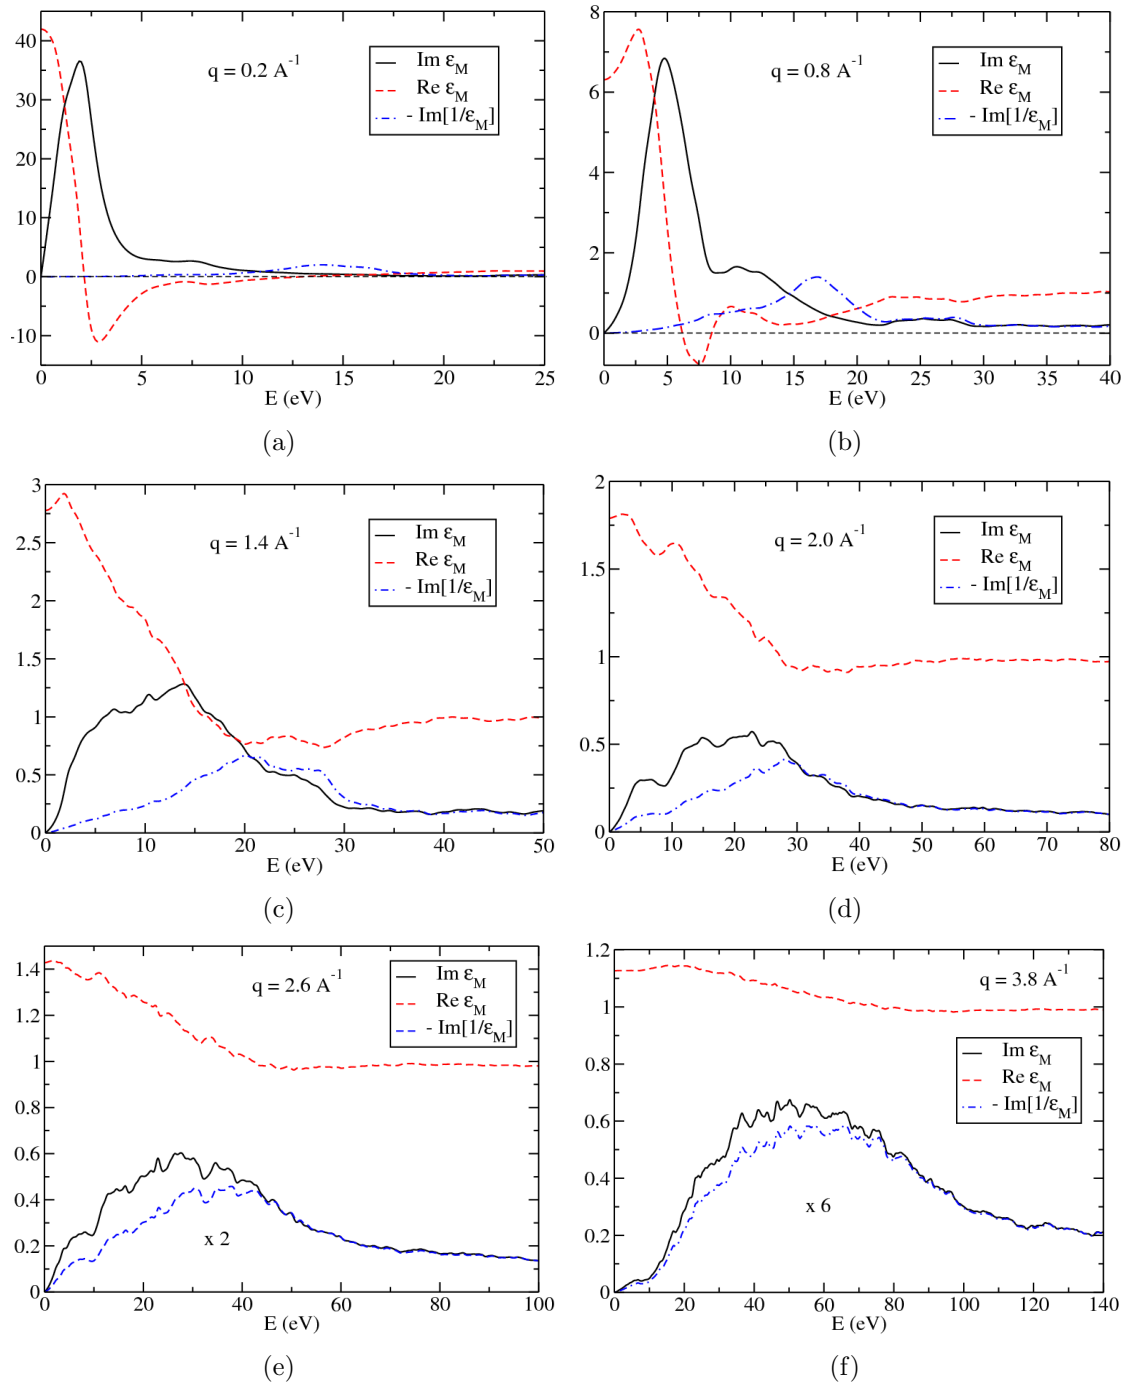 q = 0.2 A^-1
Im ε_M
Re ε_M
- Im[1/ε_M]
40
30
20
10
0
-10
0 5 10 15 20 25
E (eV)
(a)
q = 0.8 A^-1
Im ε_M
Re ε_M
- Im[1/ε_M]
8
6
4
2
0
0 5 10 15 20 25 30 35 40
E (eV)
(b)
q = 1.4 A^-1
Im ε_M
Re ε_M
- Im[1/ε_M]
3
2.5
2
1.5
1
0.5
0
0 10 20 30 40 50
E (eV)
(c)
q = 2.0 A^-1
Im ε_M
Re ε_M
- Im[1/ε_M]
2
1.5
1
0.5
0
0 10 20 30 40 50 60 70 80
E (eV)
(d)
q = 2.6 A^-1
Im ε_M
Re ε_M
- Im[1/ε_M]
x 2
1.4
1.2
1
0.8
0.6
0.4
0.2
0
0 20 40 60 80 100
E (eV)
(e)
q = 3.8 A^-1
Im ε_M
Re ε_M
- Im[1/ε_M]
x 6
1.2
1
0.8
0.6
0.4
0.2
0
0 20 40 60 80 100 120 140
E (eV)
(f)